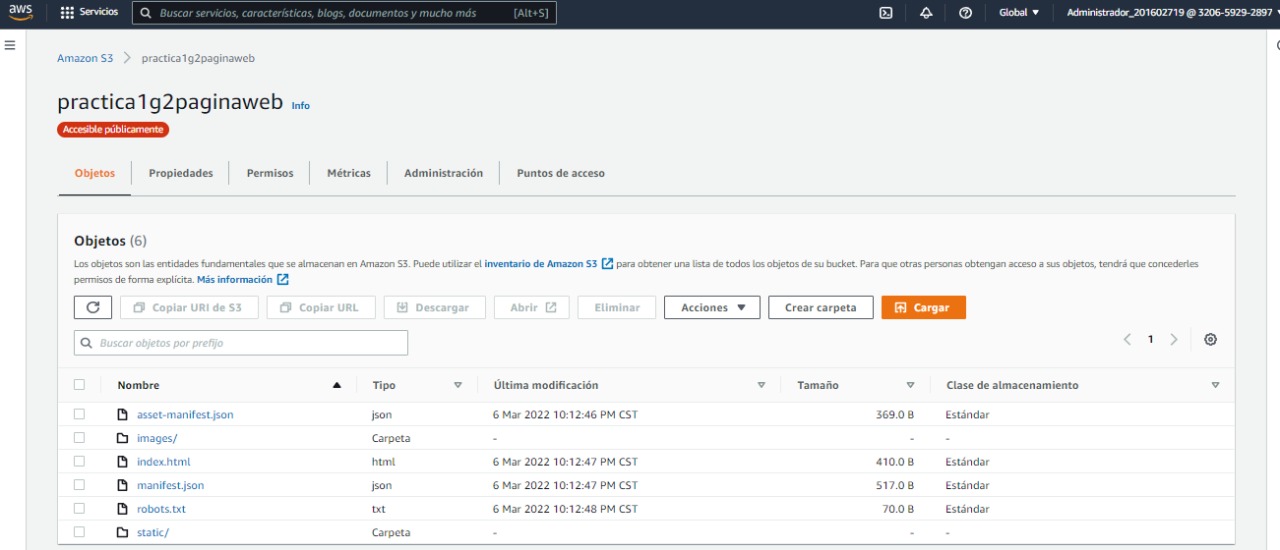 aws
Servicios
Buscar servicios, características, blogs, documentos y mucho más [Alt+S]
Global
Administrador_201602719 @ 3206-5929-2897
Amazon S3 > practica1g2paginaweb
practica1g2paginaweb Info
Accesible públicamente
Objetos Propiedades Permisos Métricas Administración Puntos de acceso
Objetos (6)
Los objetos son las entidades fundamentales que se almacenan en Amazon S3. Puede utilizar el inventario de Amazon S3 para obtener una lista de todos los objetos de su bucket. Para que otras personas obtengan acceso a sus objetos, tendrá que concederles
permisos de forma explícita. Más información
Copiar URI de S3 Copiar URL Descargar Abrir Eliminar Acciones Crear carpeta Cargar
Buscar objetos por prefijo
1
Nombre Tipo Última modificación Tamaño Clase de almacenamiento
asset-manifest.json json 6 Mar 2022 10:12:46 PM CST 369.0 B Estándar
images/ Carpeta - - -
index.html html 6 Mar 2022 10:12:47 PM CST 410.0 B Estándar
manifest.json json 6 Mar 2022 10:12:47 PM CST 517.0 B Estándar
robots.txt txt 6 Mar 2022 10:12:48 PM CST 70.0 B Estándar
static/ Carpeta - - -